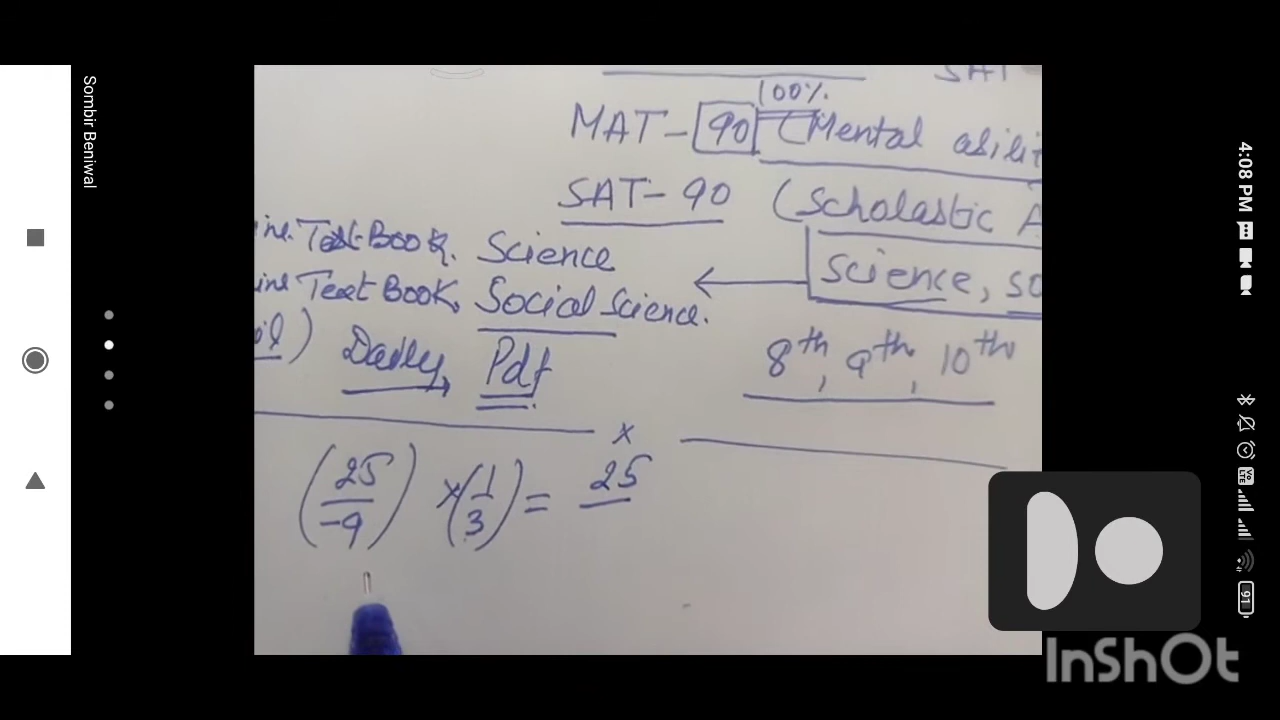 Sombir Beniwal
4:08 PM
91
100%
MAT - 90 (Mental
SAT - 90 (Scholastic A
Text Book. Science
Text Book, Social Science.
science, so
Daily, Pdf
8th, 9th, 10th
x
(25/-9) x (1/3) = 25
InShOt